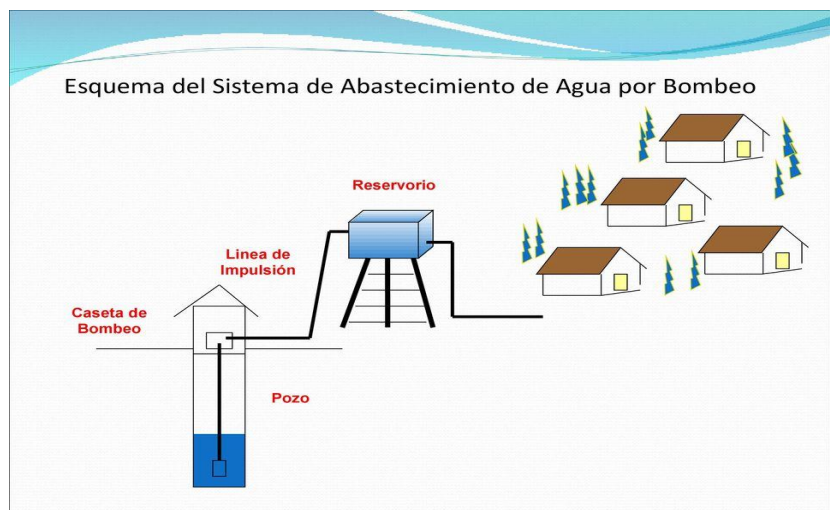 Esquema del Sistema de Abastecimiento de Agua por Bombeo
Reservorio
Linea de
Impulsión
Caseta de
Bombeo
Pozo